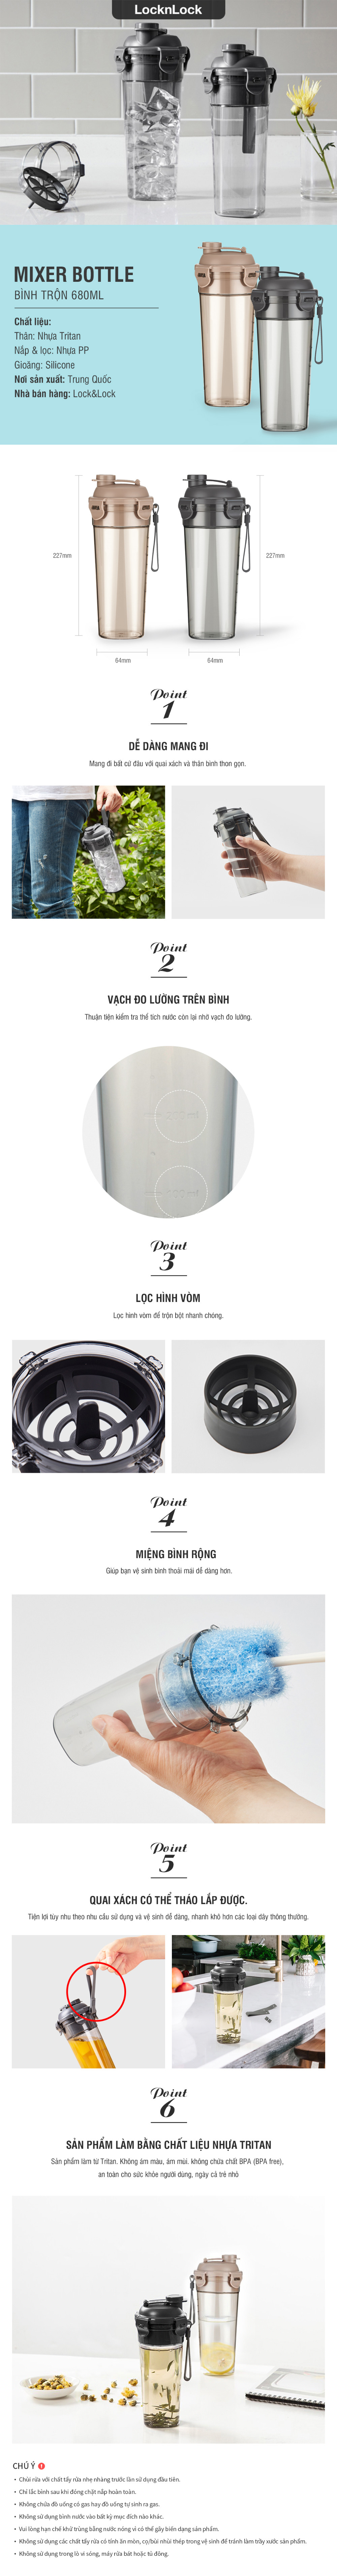 LocknLock
MIXER BOTTLE
BÌNH TRỘN 680ML
Chất liệu:
Thân: Nhựa Tritan
Nắp & lọc: Nhựa PP
Gioăng: Silicone
Nơi sản xuất: Trung Quốc
Nhà bán hàng: Lock&Lock
227mm
227mm
64mm
64mm
Point
1
DỄ DÀNG MANG ĐI
Mang đi bất cứ đâu với quai xách và thân bình thon gọn.
Point
2
VẠCH ĐO LƯỜNG TRÊN BÌNH
Thuận tiện kiểm tra thể tích nước còn lại nhờ vạch đo lường.
Point
3
LỌC HÌNH VÒM
Lọc hình vòm để trộn bột nhanh chóng.
Point
4
MIỆNG BÌNH RỘNG
Giúp bạn vệ sinh bình thoải mái dễ dàng hơn.
Point
5
QUAI XÁCH CÓ THỂ THÁO LẮP ĐƯỢC.
Tiện lợi tùy nhu theo nhu cầu sử dụng và vệ sinh dễ dàng, nhanh khô hơn các loại dây thông thường.
Point
6
SẢN PHẨM LÀM BẰNG CHẤT LIỆU NHỰA TRITAN
Sản phẩm làm từ Tritan. Không ám màu, ám mùi, không chứa chất BPA (BPA free),
an toàn cho sức khỏe người dùng, ngay cả trẻ nhỏ
CHÚ Ý !
• Chùi rửa với chất tẩy rửa nhẹ nhàng trước lần sử dụng đầu tiên.
• Chỉ lắc bình sau khi đóng chặt nắp hoàn toàn.
• Không chứa đồ uống có gas hay đồ uống tự sinh ra gas.
• Không sử dụng bình nước vào bất kỳ mục đích nào khác.
• Vui lòng hạn chế khử trùng bằng nước nóng vì có thể gây biến dạng sản phẩm.
• Không sử dụng các chất tẩy rửa có tính ăn mòn, cọ/bùi nhùi thép trong vệ sinh để tránh làm trầy xước sản phẩm.
• Không sử dụng trong lò vi sóng, máy rửa bát hoặc tủ đông.